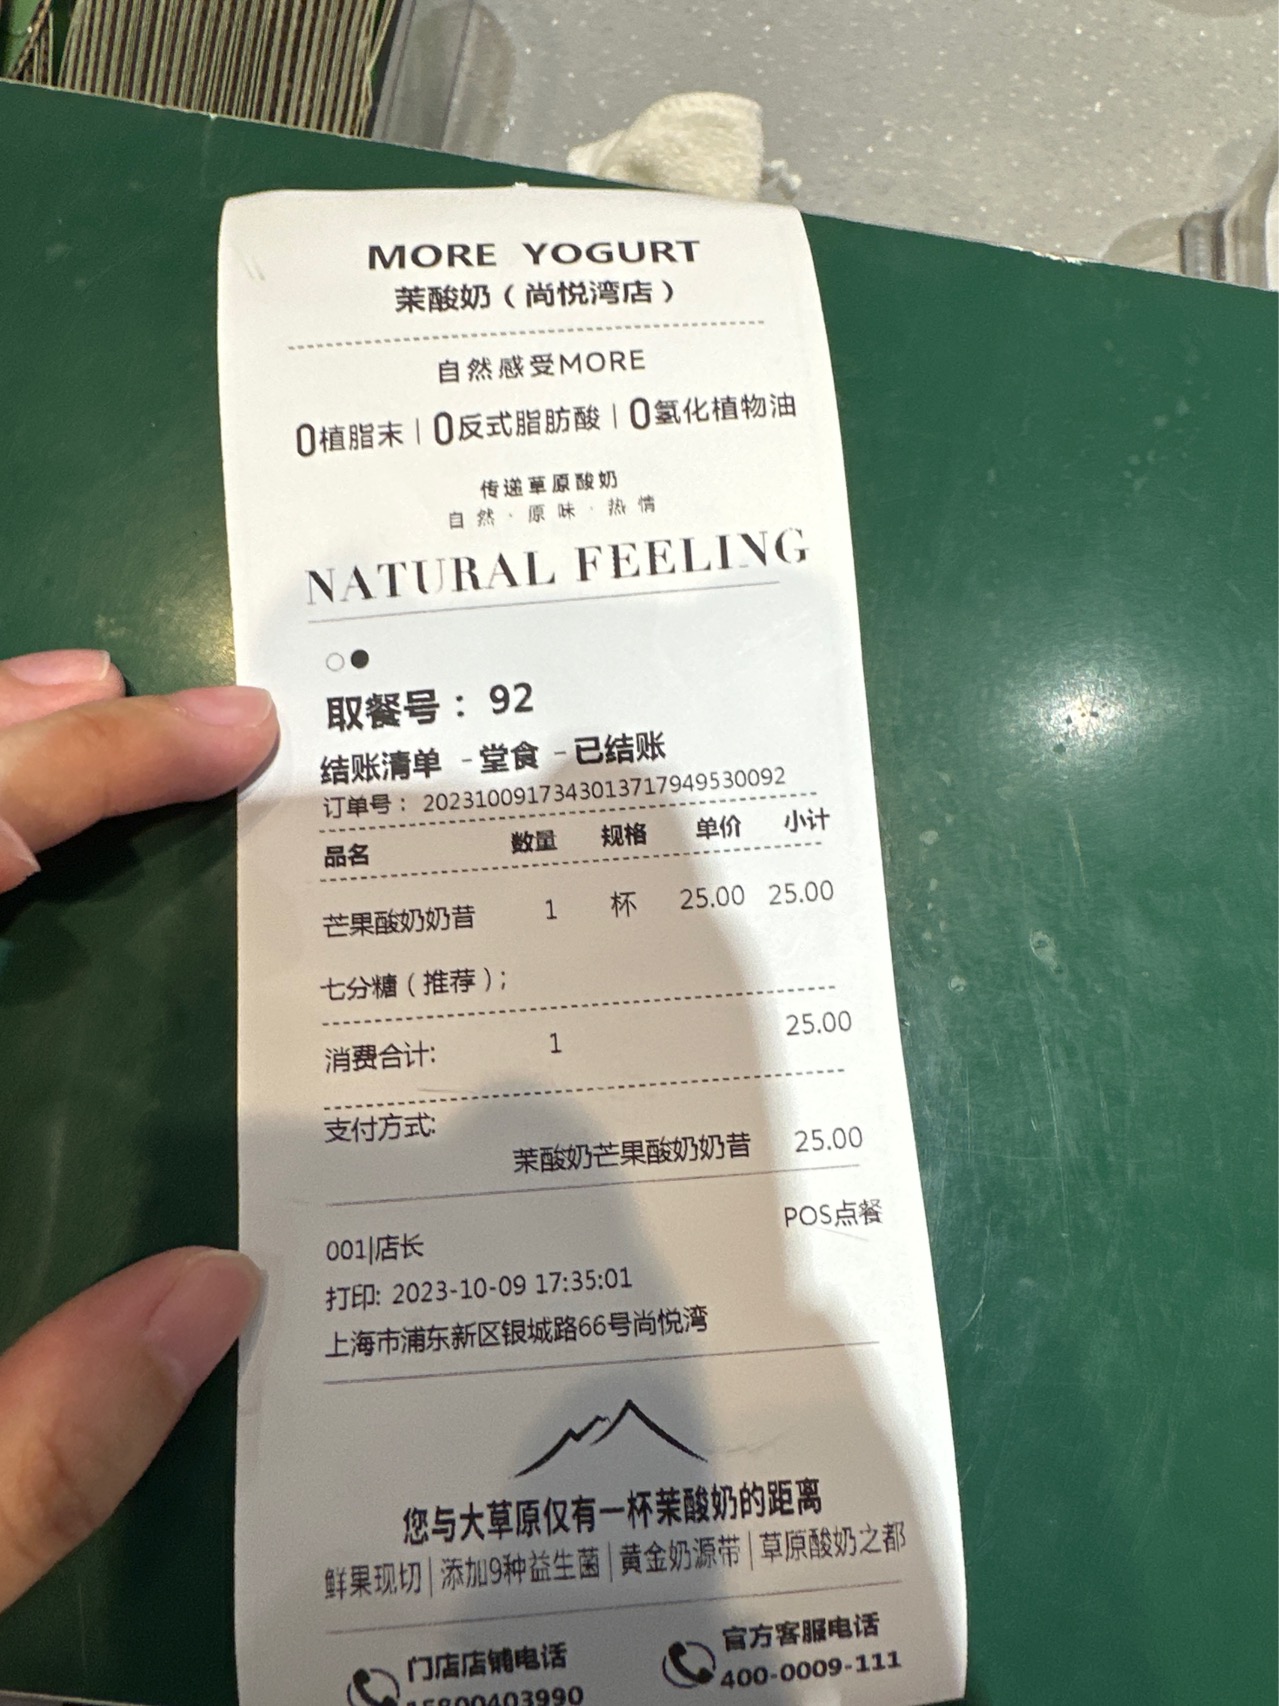 MORE YOGURT
茉酸奶（尚悦湾店）
自然感受MORE
0植脂末｜0反式脂肪酸｜0氢化植物油
传递草原酸奶
自然·原味·热情
NATURAL FEELING
取餐号：92
结账清单 -堂食 -已结账
订单号：2023100917343013717949530092
品名 数量 规格 单价 小计
芒果酸奶奶昔 1 杯 25.00 25.00
七分糖（推荐）;
消费合计: 1 25.00
支付方式:
茉酸奶芒果酸奶奶昔 25.00
POS点餐
001|店长
打印: 2023-10-09 17:35:01
上海市浦东新区银城路66号尚悦湾
您与大草原仅有一杯茉酸奶的距离
鲜果现切|添加9种益生菌|黄金奶源带|草原酸奶之都
门店店铺电话 官方客服电话
15800403990 400-0009-111